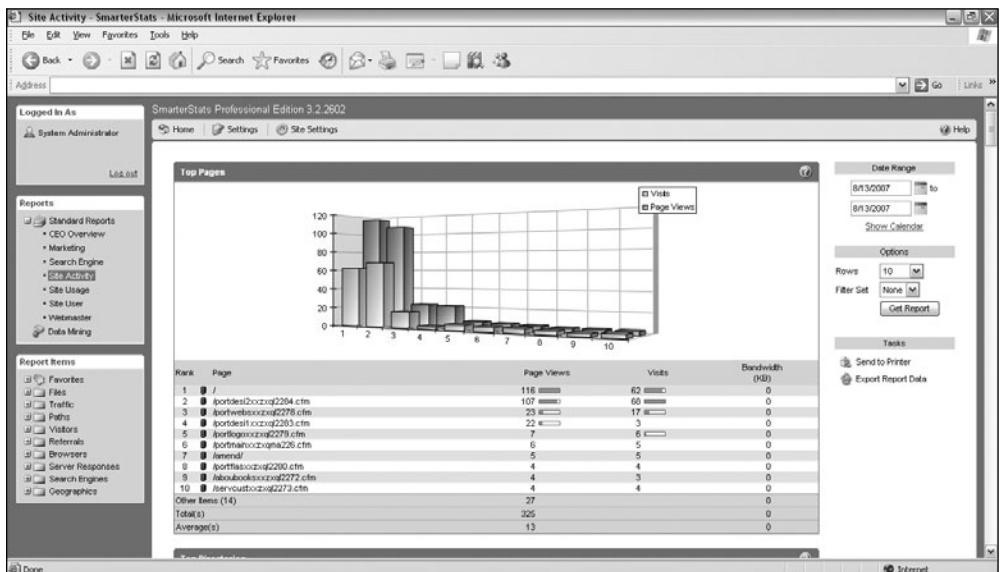 Site Activity - SmarterStats - Microsoft Internet Explorer
File Edit View Favorites Tools Help
Back Search Favorites
Address Go Links »
Logged In As
System Administrator
Log out
SmarterStats Professional Edition 3.2.2602
Home Settings Site Settings Help
Reports
Standard Reports
• CEO Overview
• Marketing
• Search Engine
• Site Activity
• Site Usage
• Site User
• Webmaster
Data Mining
Report Items
Favorites
Files
Traffic
Paths
Visitors
Referrals
Browsers
Server Responses
Search Engines
Geographics
Top Pages
Visits
Page Views
120
100
80
60
40
20
0
1 2 3 4 5 6 7 8 9 10
Rank Page Page Views Visits Bandwidth (KB)
1 / 116 62 0
2 /portdesi2xxzxql2284.cfm 107 68 0
3 /portwebsxxzxql2278.cfm 23 17 0
4 /portdesi1xxzxql2283.cfm 22 3 0
5 /portlogoxxzxql2279.cfm 7 6 0
6 /portmainxxzxqma226.cfm 6 5 0
7 /amend/ 5 5 0
8 /portflasxxzxql2280.cfm 4 4 0
9 /aboubooksxxzxql2272.cfm 4 3 0
10 /servcustxxzxql2273.cfm 4 4 0
Other Items (14) 27 0
Total(s) 325 0
Average(s) 13 0
Top Directories
Date Range
8/13/2007 to
8/13/2007
Show Calendar
Options
Rows 10
Filter Set None
Get Report
Tasks
Send to Printer
Export Report Data
Done Internet